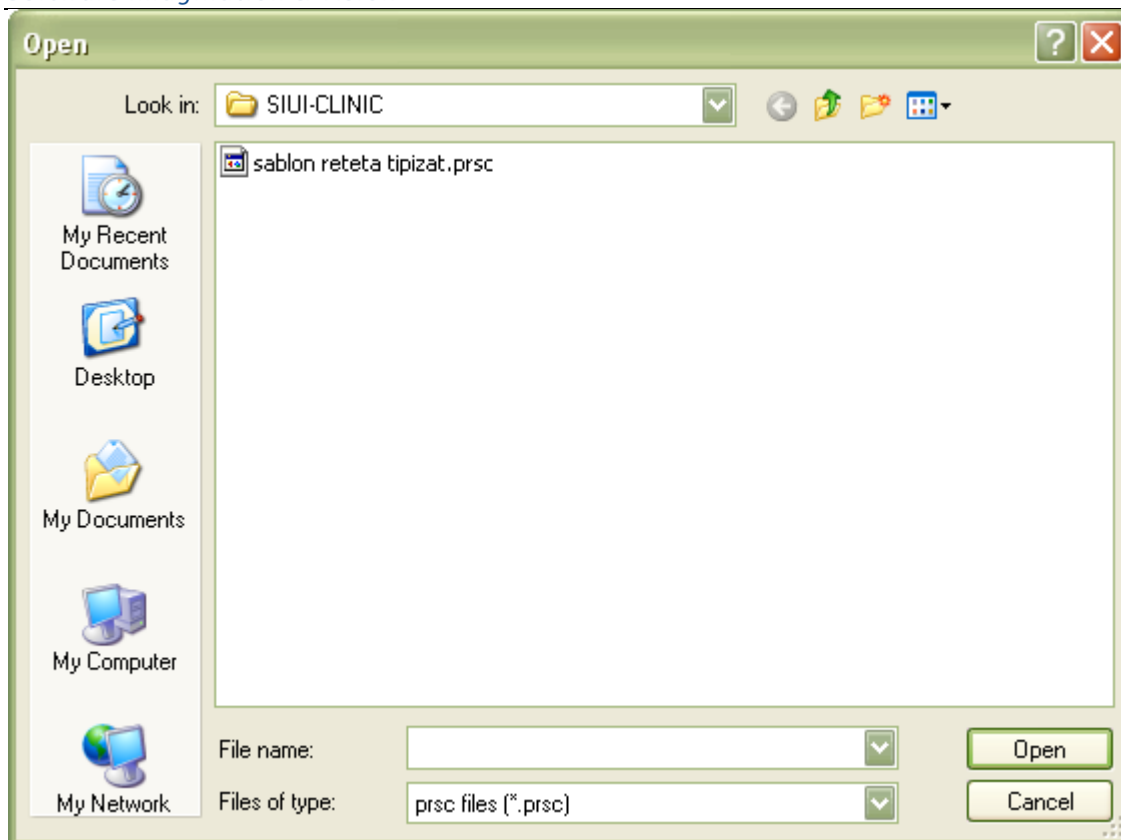 Open
Look in:
SIUI-CLINIC
sablon reteta tipizat.prsc
My Recent
Documents
Desktop
My Documents
My Computer
My Network
File name:
Open
Files of type:
prsc files (*.prsc)
Cancel